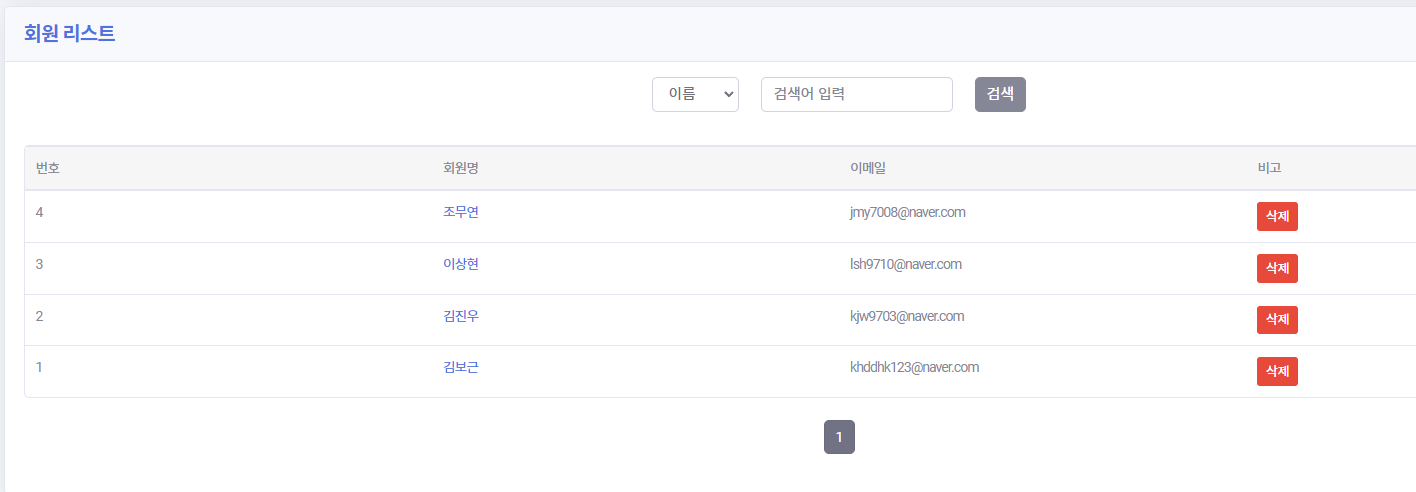 회원 리스트
이름 검색어 입력 검색
번호 회원명 이메일 비고
4 조무연 jmy7008@naver.com 삭제
3 이상현 lsh9710@naver.com 삭제
2 김진우 kjw9703@naver.com 삭제
1 김보근 khddhk123@naver.com 삭제
1